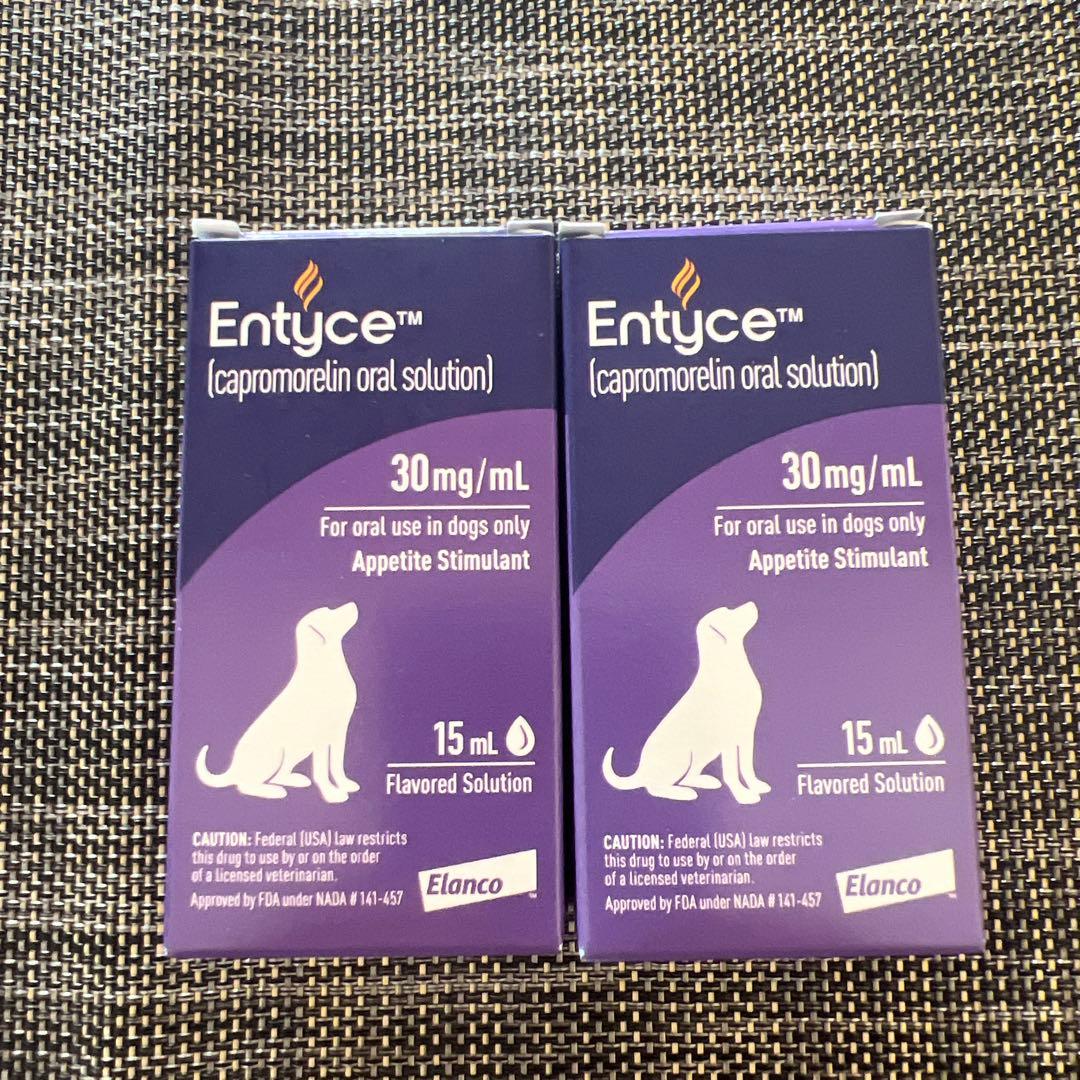 Entyce™
(capromorelin oral solution)
30mg/mL
For oral use in dogs only
Appetite Stimulant
15 mL
Flavored Solution
CAUTION: Federal (USA) law restricts
this drug to use by or on the order
of a licensed veterinarian.
Approved by FDA under NADA # 141-457
Elanco™
Entyce™
(capromorelin oral solution)
30mg/mL
For oral use in dogs only
Appetite Stimulant
15 mL
Flavored Solution
CAUTION: Federal (USA) law restricts
this drug to use by or on the order
of a licensed veterinarian.
Approved by FDA under NADA # 141-457
Elanco™